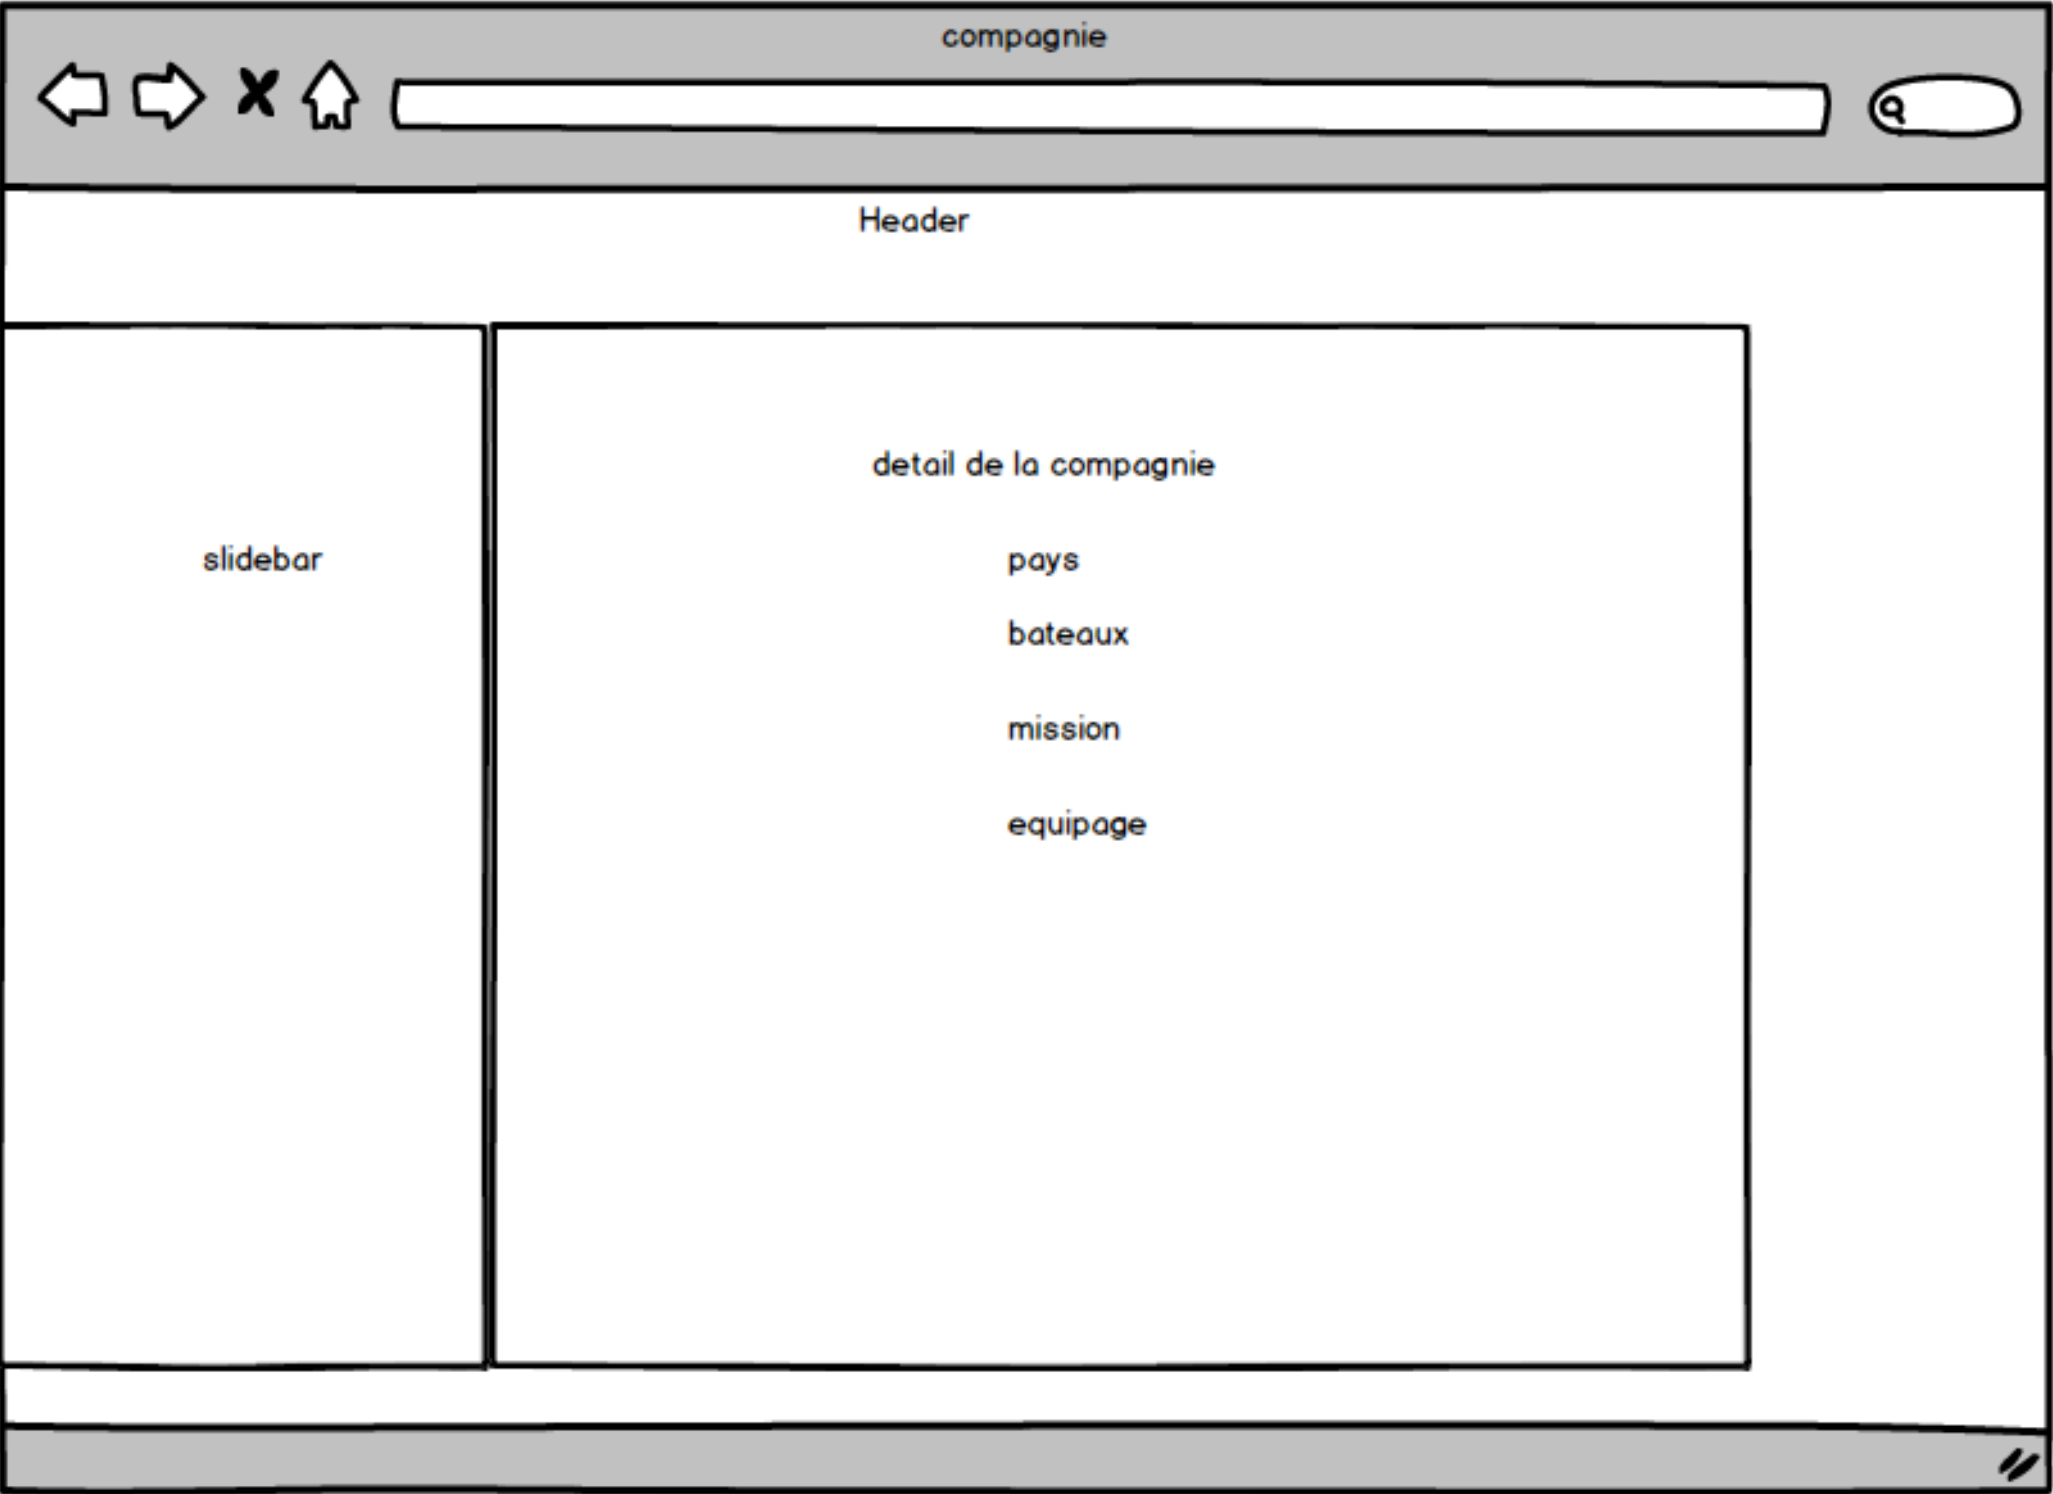 compagnie
Header
detail de la compagnie
slidebar
pays
bateaux
mission
equipage